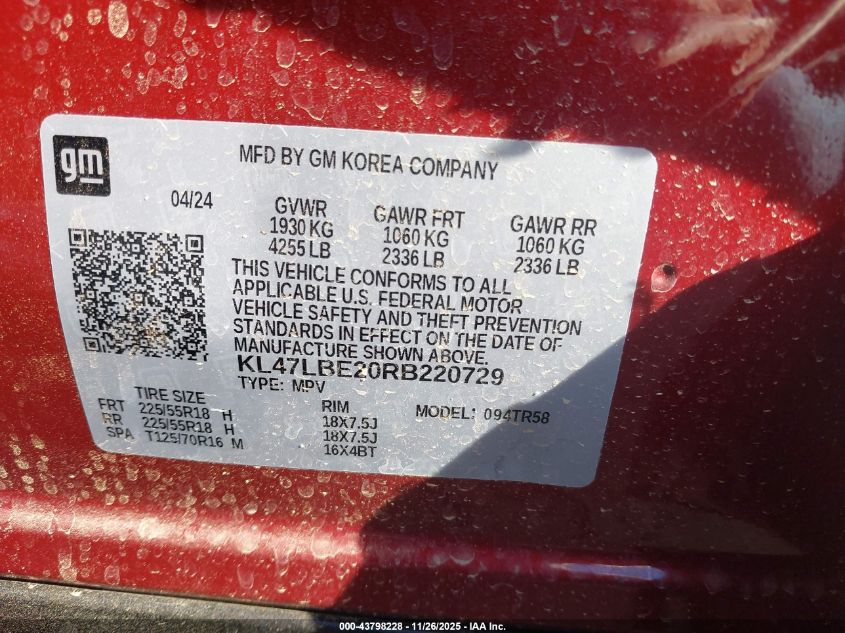 gm
MFD BY GM KOREA COMPANY
04/24
GVWR GAWR FRT GAWR RR
1930 KG 1060 KG 1060 KG
4255 LB 2336 LB 2336 LB
THIS VEHICLE CONFORMS TO ALL
APPLICABLE U.S. FEDERAL MOTOR
VEHICLE SAFETY AND THEFT PREVENTION
STANDARDS IN EFFECT ON THE DATE OF
MANUFACTURE SHOWN ABOVE.
KL47LBE20RB220729
TYPE: MPV
TIRE SIZE RIM MODEL: 094TR58
FRT 225/55R18 H 18X7.5J
RR 225/55R18 H 18X7.5J
SPA T125/70R16 M 16X4BT
000-43798228 - 11/26/2025 - IAA Inc.